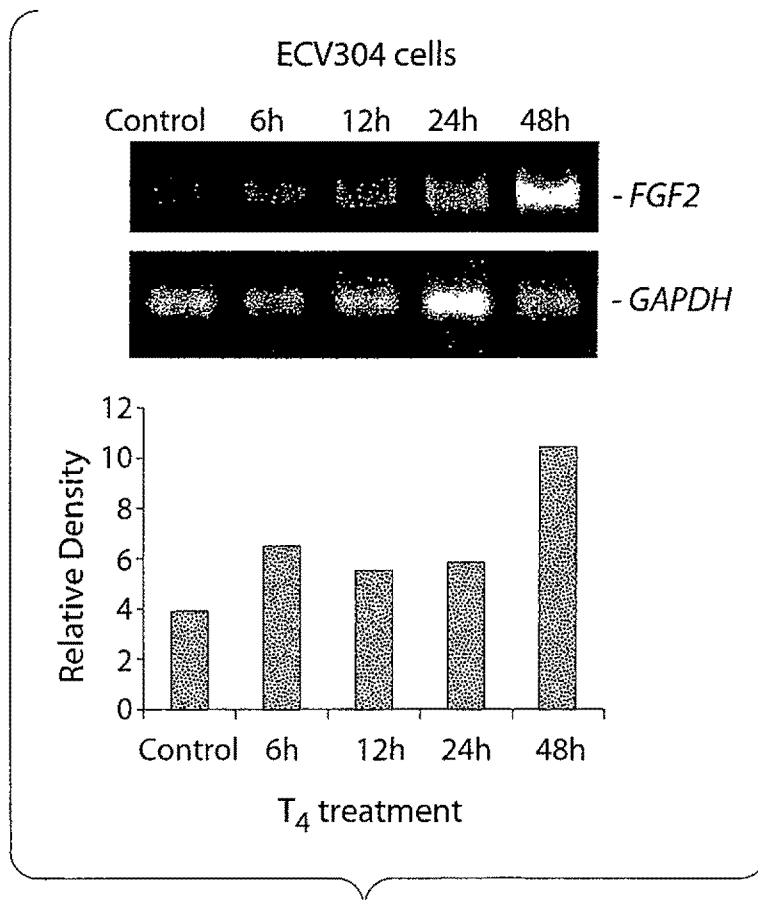 ECV304 cells
Control 6h 12h 24h 48h
- FGF2
- GAPDH
12
10
8
6
4
2
0
Relative Density
Control 6h 12h 24h 48h
T4 treatment